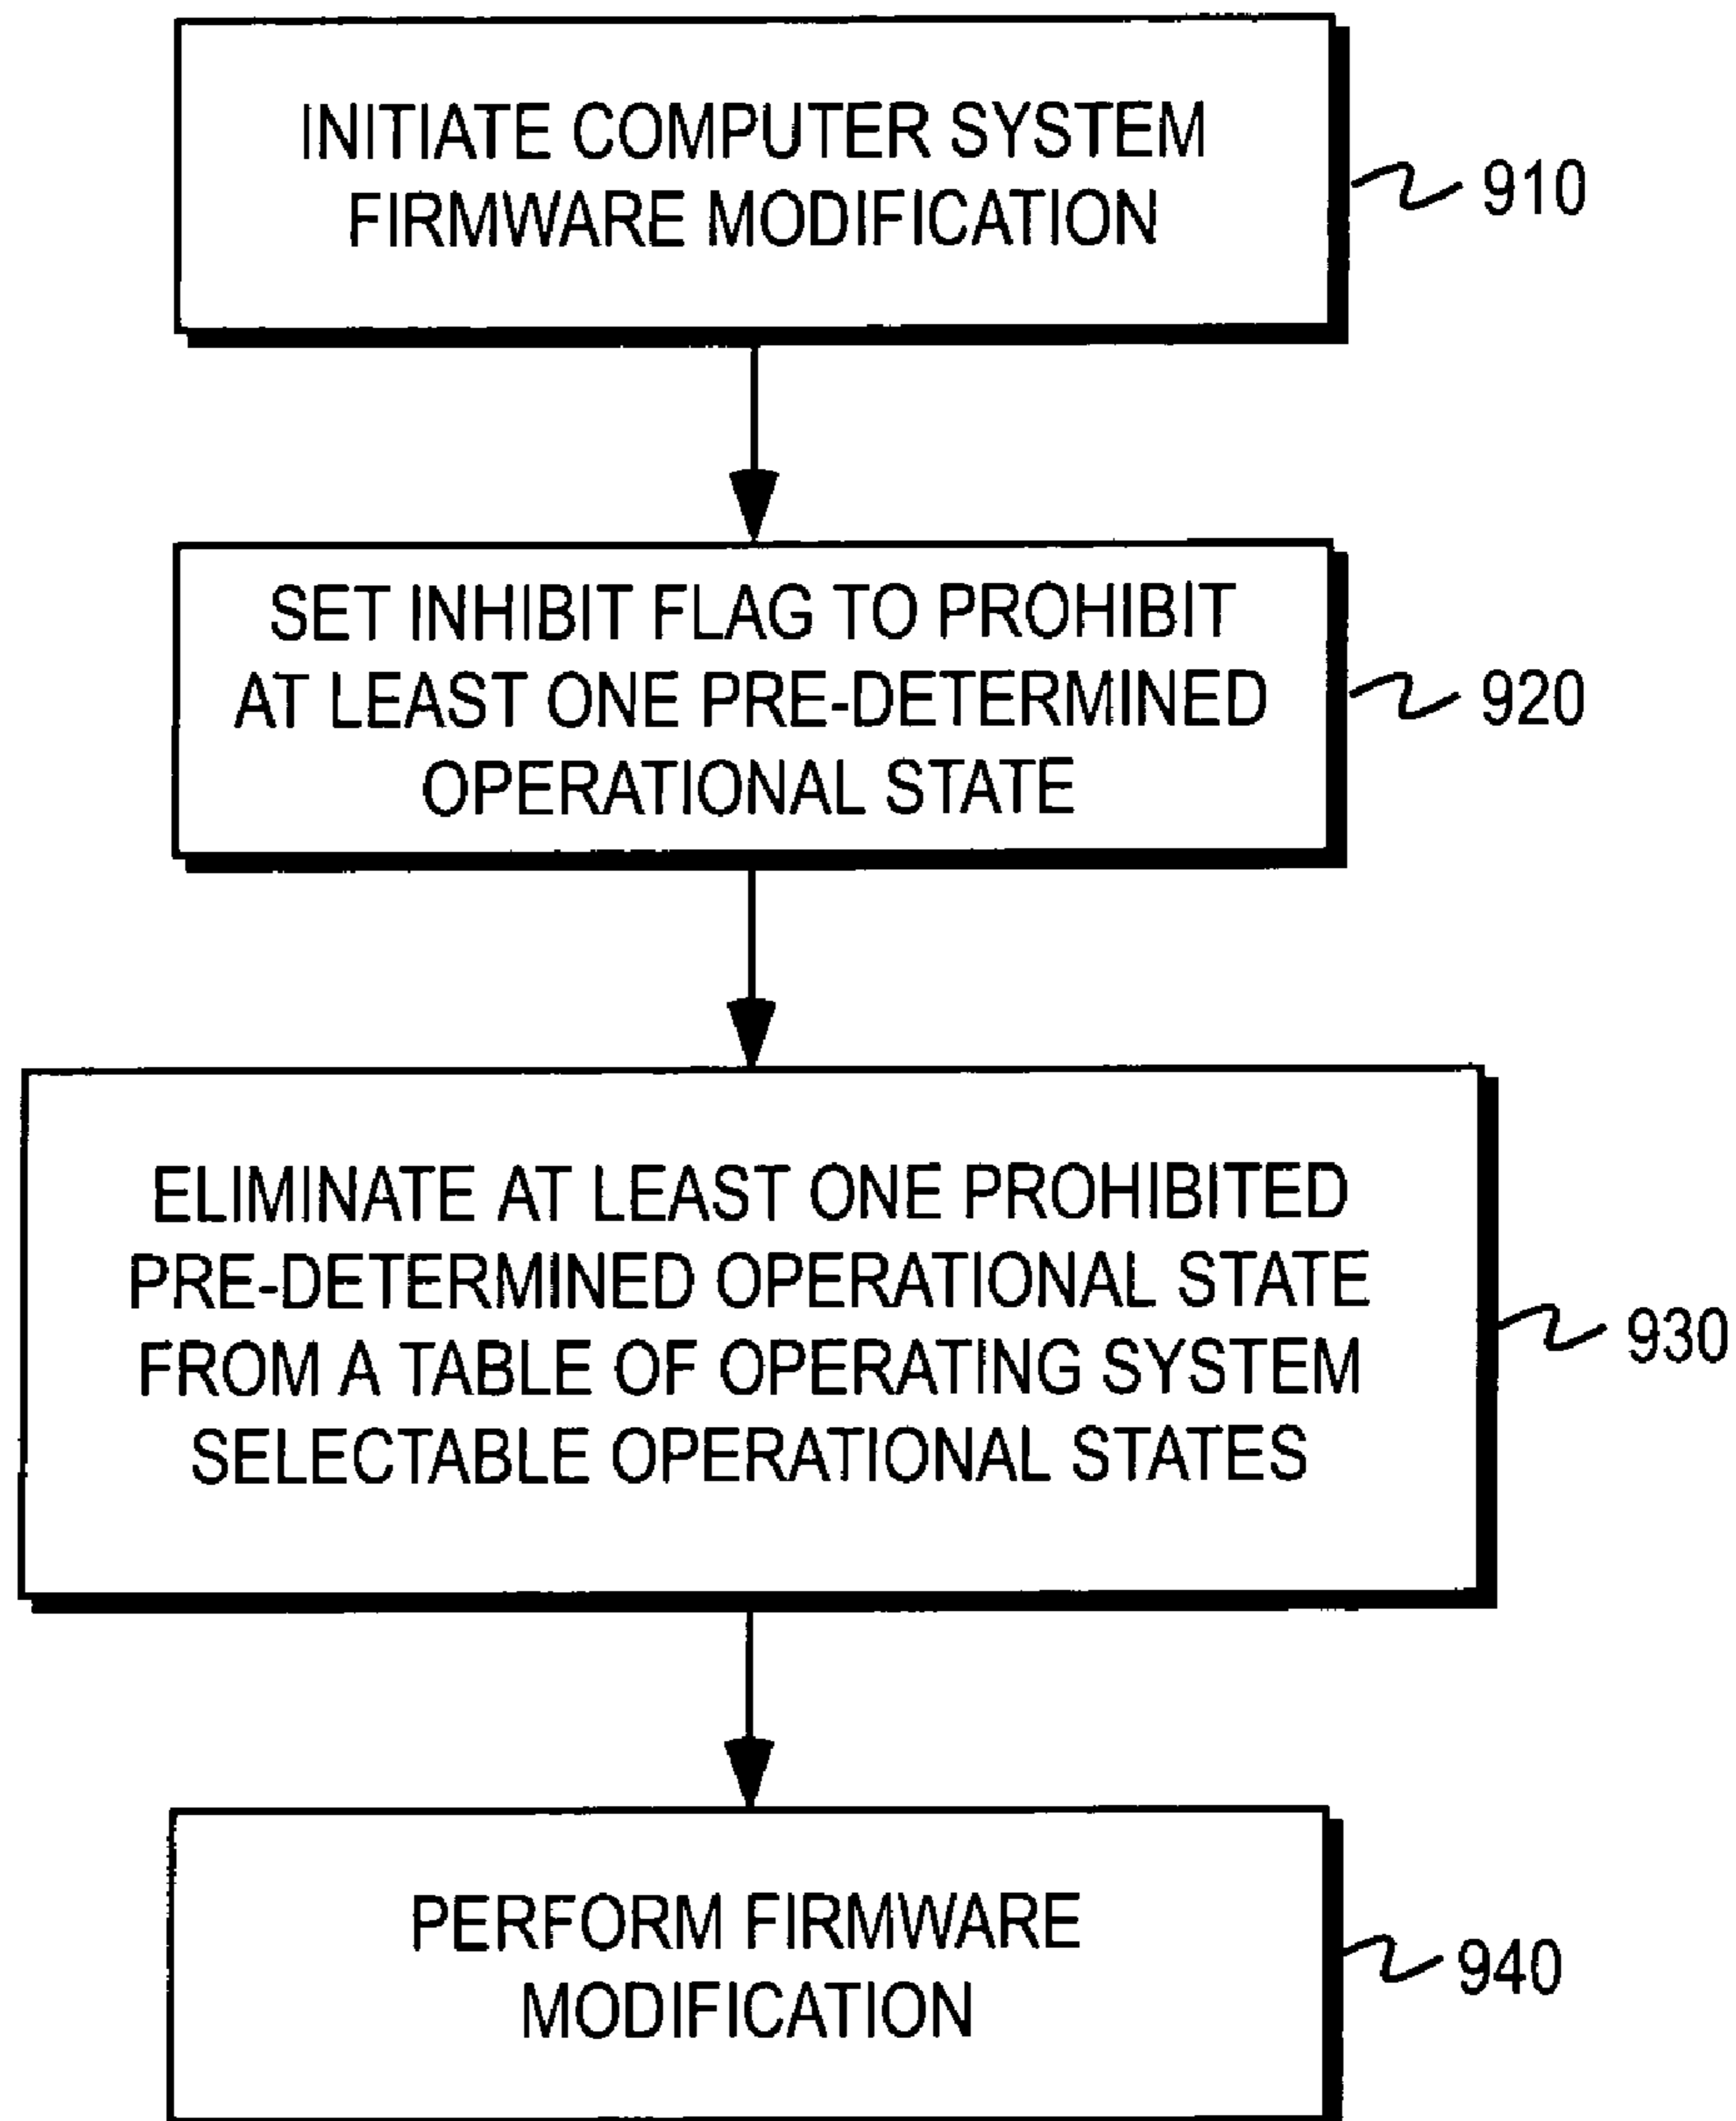 INITIATE COMPUTER SYSTEM
FIRMWARE MODIFICATION
910
SET INHIBIT FLAG TO PROHIBIT
AT LEAST ONE PRE-DETERMINED
OPERATIONAL STATE
920
ELIMINATE AT LEAST ONE PROHIBITED
PRE-DETERMINED OPERATIONAL STATE
FROM A TABLE OF OPERATING SYSTEM
SELECTABLE OPERATIONAL STATES
930
PERFORM FIRMWARE
MODIFICATION
940